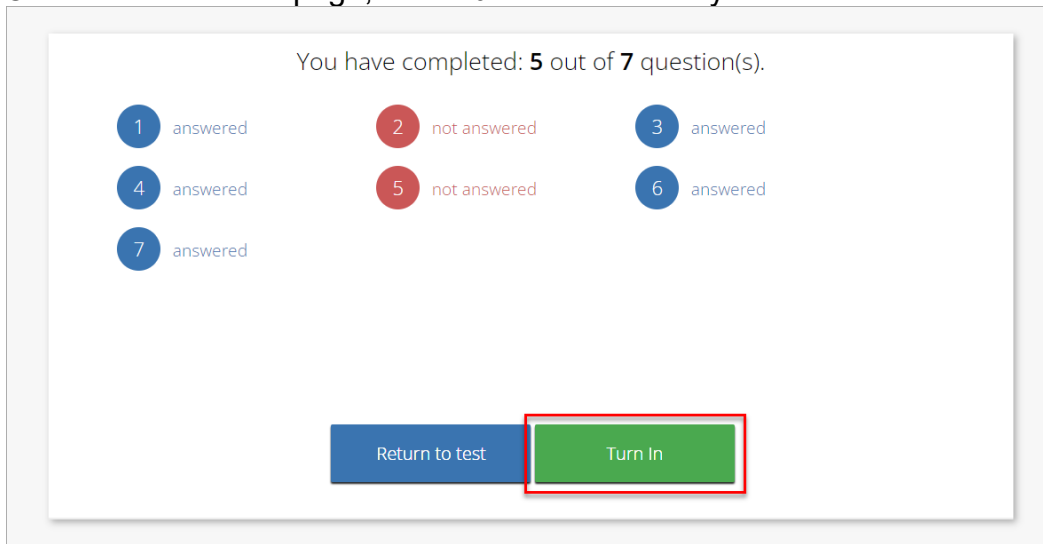 You have completed: 5 out of 7 question(s).
1 answered 2 not answered 3 answered
4 answered 5 not answered 6 answered
7 answered
Return to test Turn In